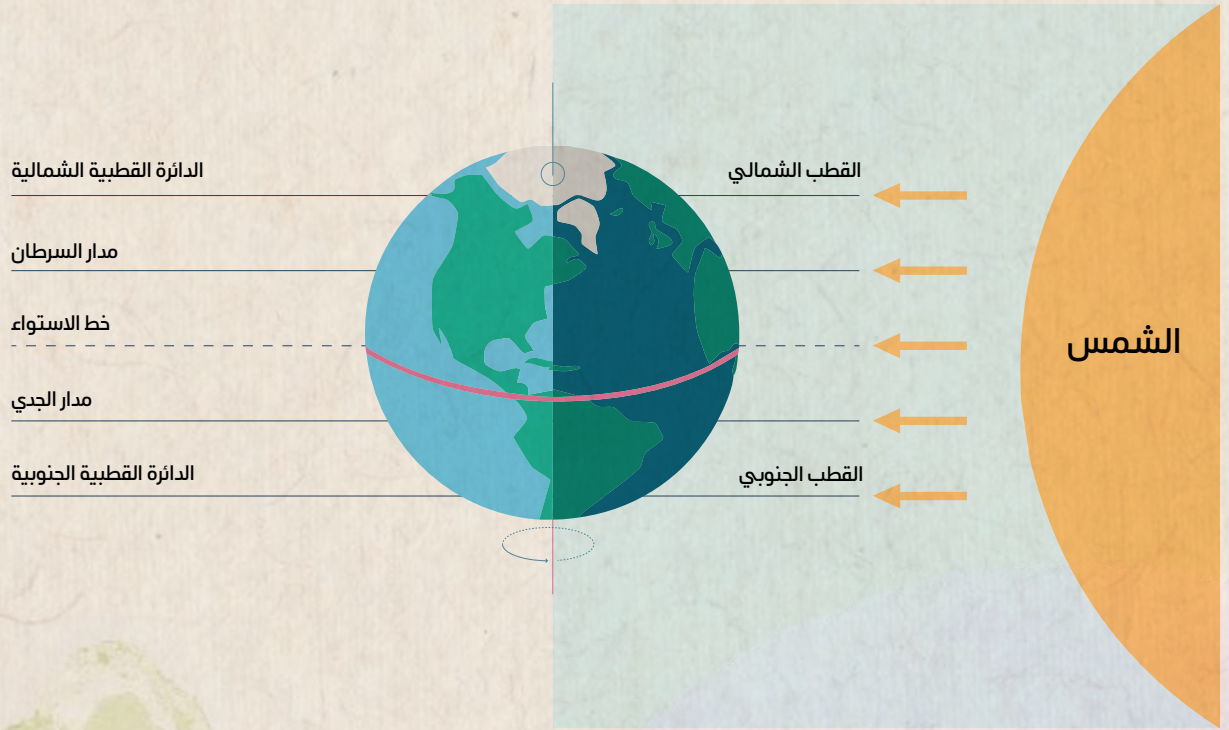 القطب الشمالي
الدائرة القطبية الشمالية
مدار السرطان
خط الاستواء
الشمس
مدار الجدي
القطب الجنوبي
الدائرة القطبية الجنوبية